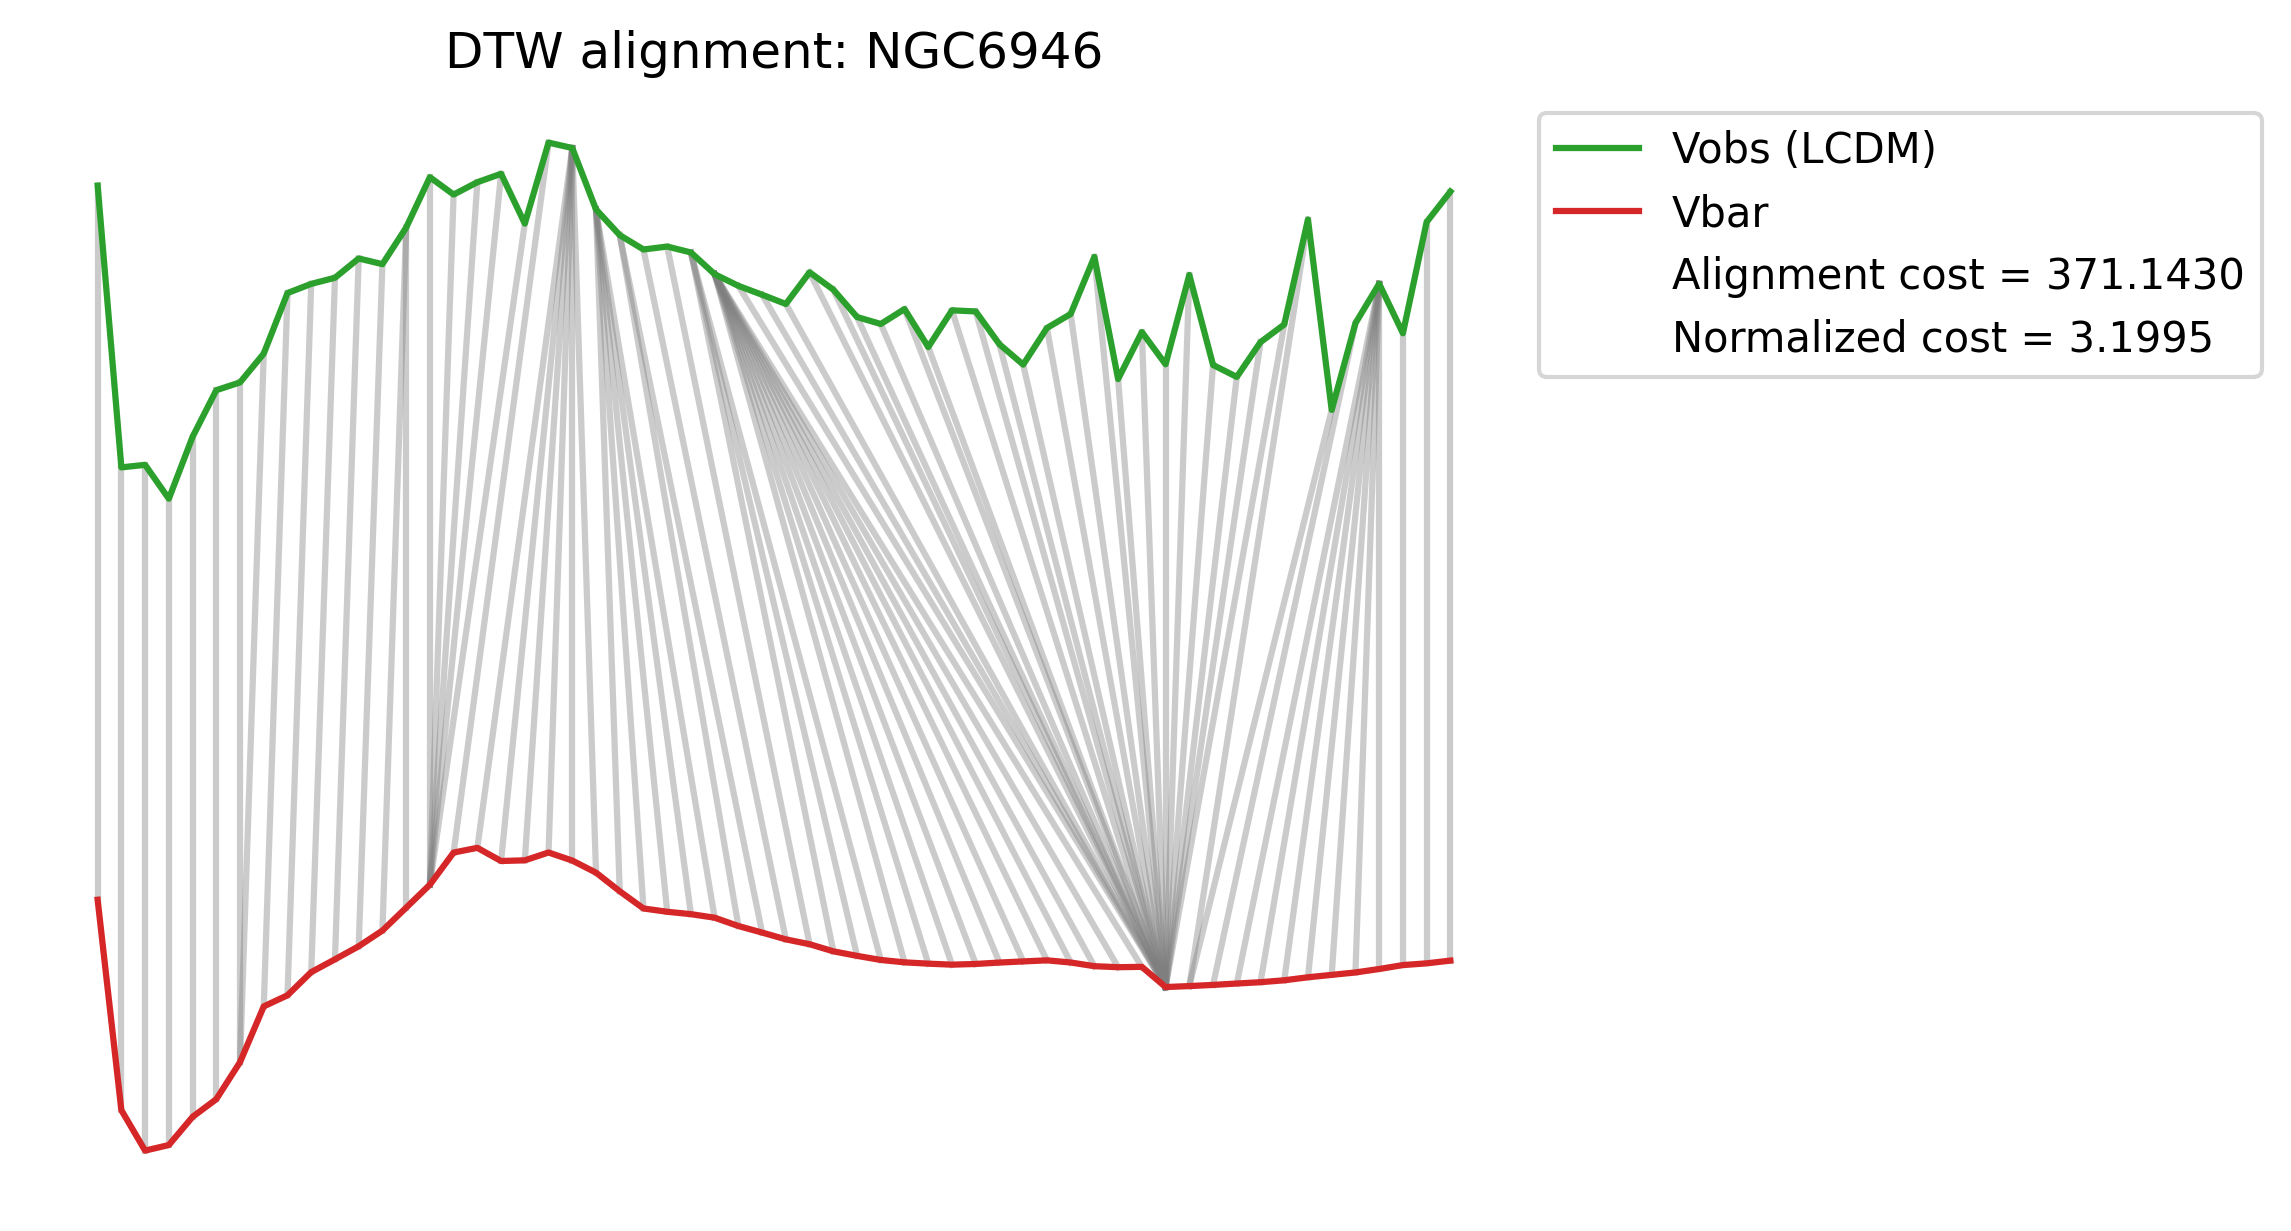 DTW alignment: NGC6946
Vobs (LCDM)
Vbar
Alignment cost = 371.1430
Normalized cost = 3.1995